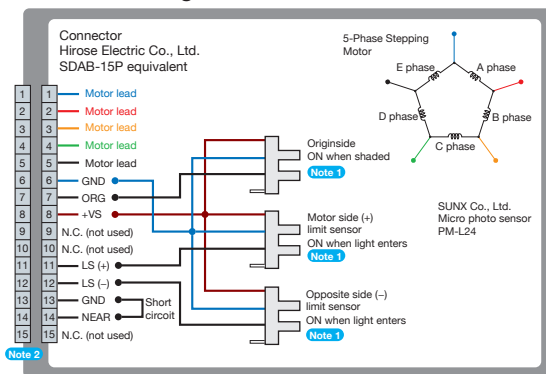 Connector
Hirose Electric Co., Ltd.
SDAB-15P equivalent
5-Phase Stepping
Motor
E phase
A phase
D phase
B phase
C phase
1 1 Motor lead
2 2 Motor lead
3 3 Motor lead
4 4 Motor lead
5 5 Motor lead
6 6 GND
7 7 ORG
8 8 +VS
9 9 N.C. (not used)
10 10 N.C. (not used)
11 11 LS (+)
12 12 LS (−)
13 13 GND
14 14 NEAR
15 15 N.C. (not used)
Short
circoit
Note 2
Originside
ON when shaded
Note 1
Motor side (+)
limit sensor
ON when light enters
Note 1
Opposite side (−)
limit sensor
ON when light enters
Note 1
SUNX Co., Ltd.
Micro photo sensor
PM-L24